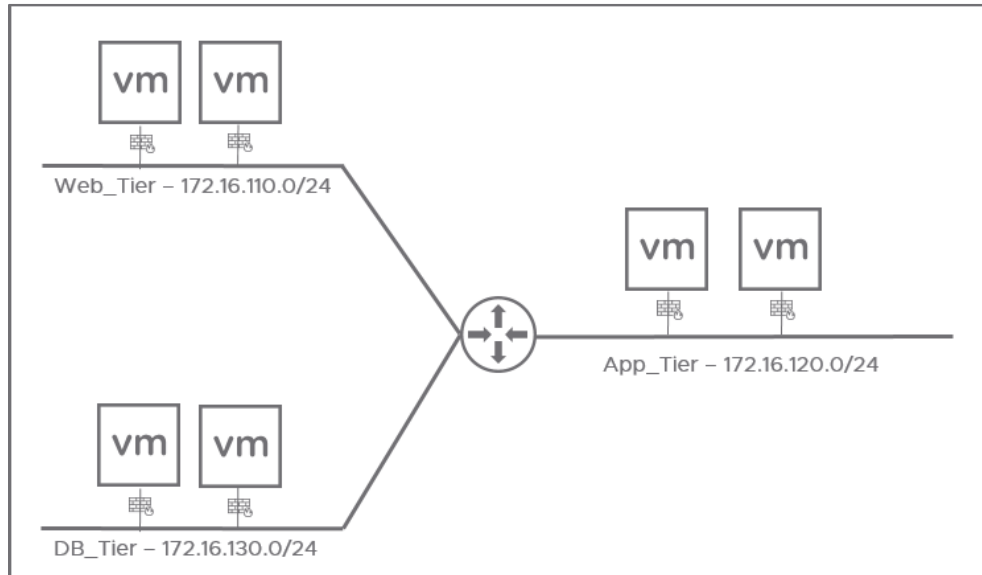 vm vm
Web_Tier – 172.16.110.0/24
vm vm
App_Tier – 172.16.120.0/24
vm vm
DB_Tier – 172.16.130.0/24